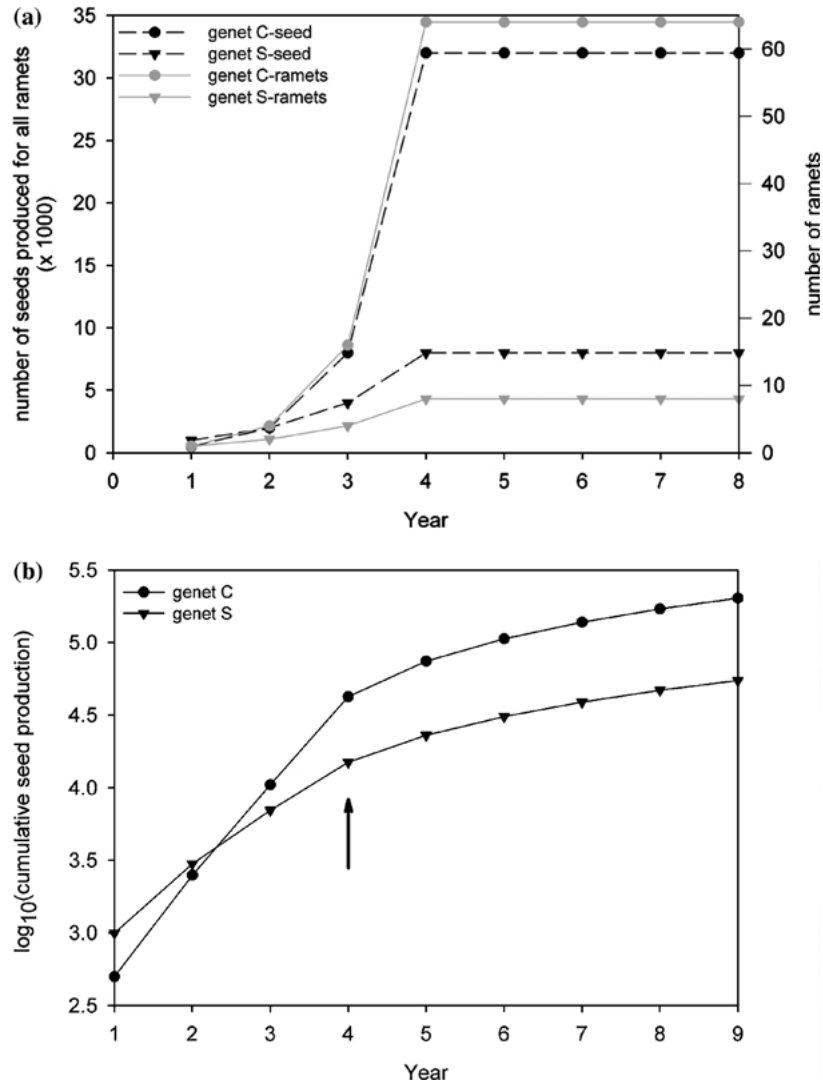 (a)
genet C-seed
genet S-seed
genet C-ramets
genet S-ramets
number of seeds produced for all ramets
(x 1000)
35
30
25
20
15
10
5
0
60
50
40
30
20
10
0
number of ramets
0 1 2 3 4 5 6 7 8
Year
(b)
genet C
genet S
log10(cumulative seed production)
5.5
5.0
4.5
4.0
3.5
3.0
2.5
1 2 3 4 5 6 7 8 9
Year